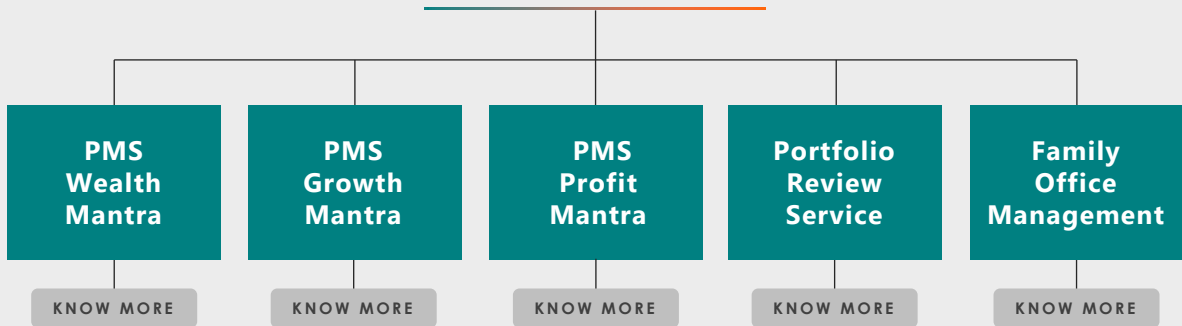 PMS
Wealth
Mantra
PMS
Growth
Mantra
PMS
Profit
Mantra
Portfolio
Review
Service
Family
Office
Management
KNOW MORE
KNOW MORE
KNOW MORE
KNOW MORE
KNOW MORE